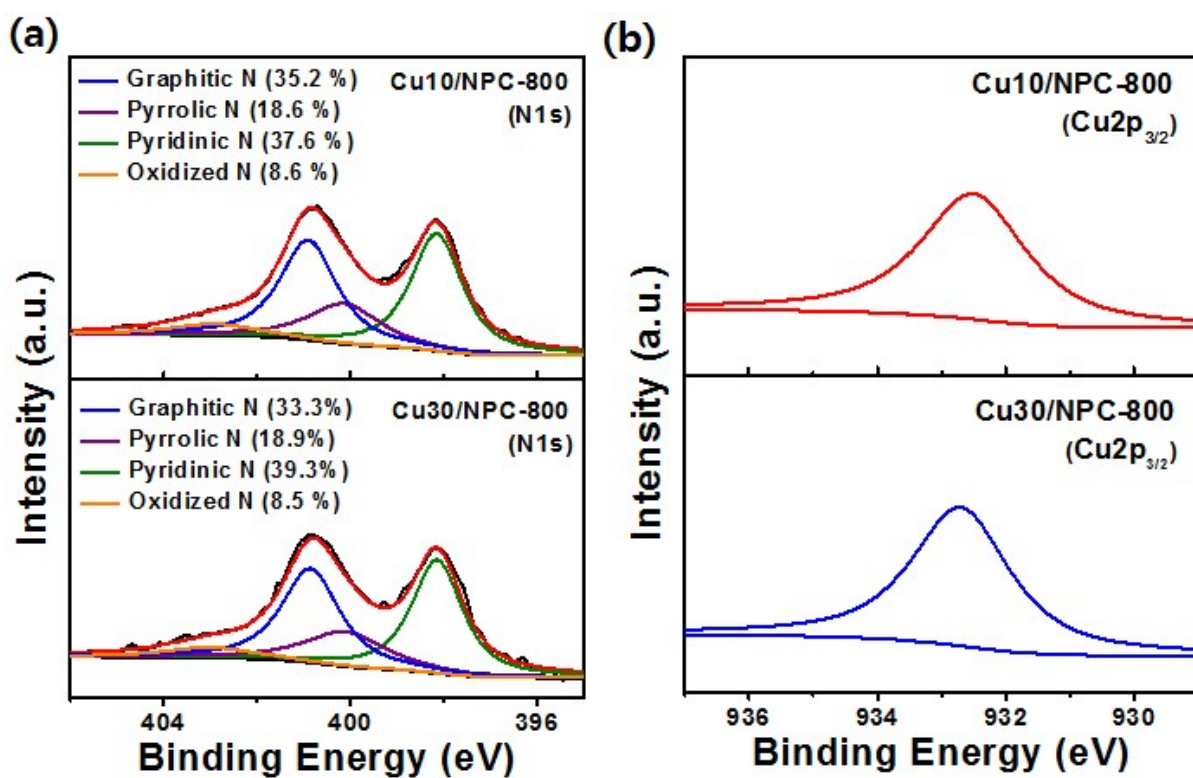 (a)
Intensity (a.u.)
Graphitic N (35.2 %)
Pyrrolic N (18.6 %)
Pyridinic N (37.6 %)
Oxidized N (8.6 %)
Cu10/NPC-800
(N1s)
Graphitic N (33.3%)
Pyrrolic N (18.9%)
Pyridinic N (39.3%)
Oxidized N (8.5 %)
Cu30/NPC-800
(N1s)
404 400 396
Binding Energy (eV)
(b)
Intensity (a.u.)
Cu10/NPC-800
(Cu2p3/2)
Cu30/NPC-800
(Cu2p3/2)
936 934 932 930
Binding Energy (eV)